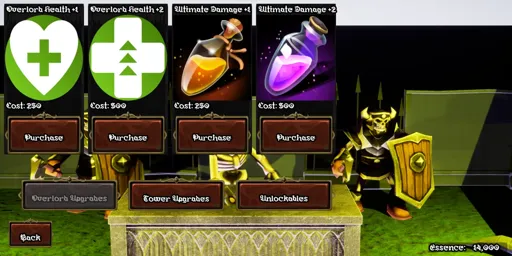 Overlord Health +1
Overlord Health +2
Ultimate Damage +1
Ultimate Damage +2
Cost: 250
Cost: 500
Cost: 250
Cost: 500
Purchase
Purchase
Purchase
Purchase
Overlord Upgrades
Tower Upgrades
Unlockables
Back
Essence: 14,000